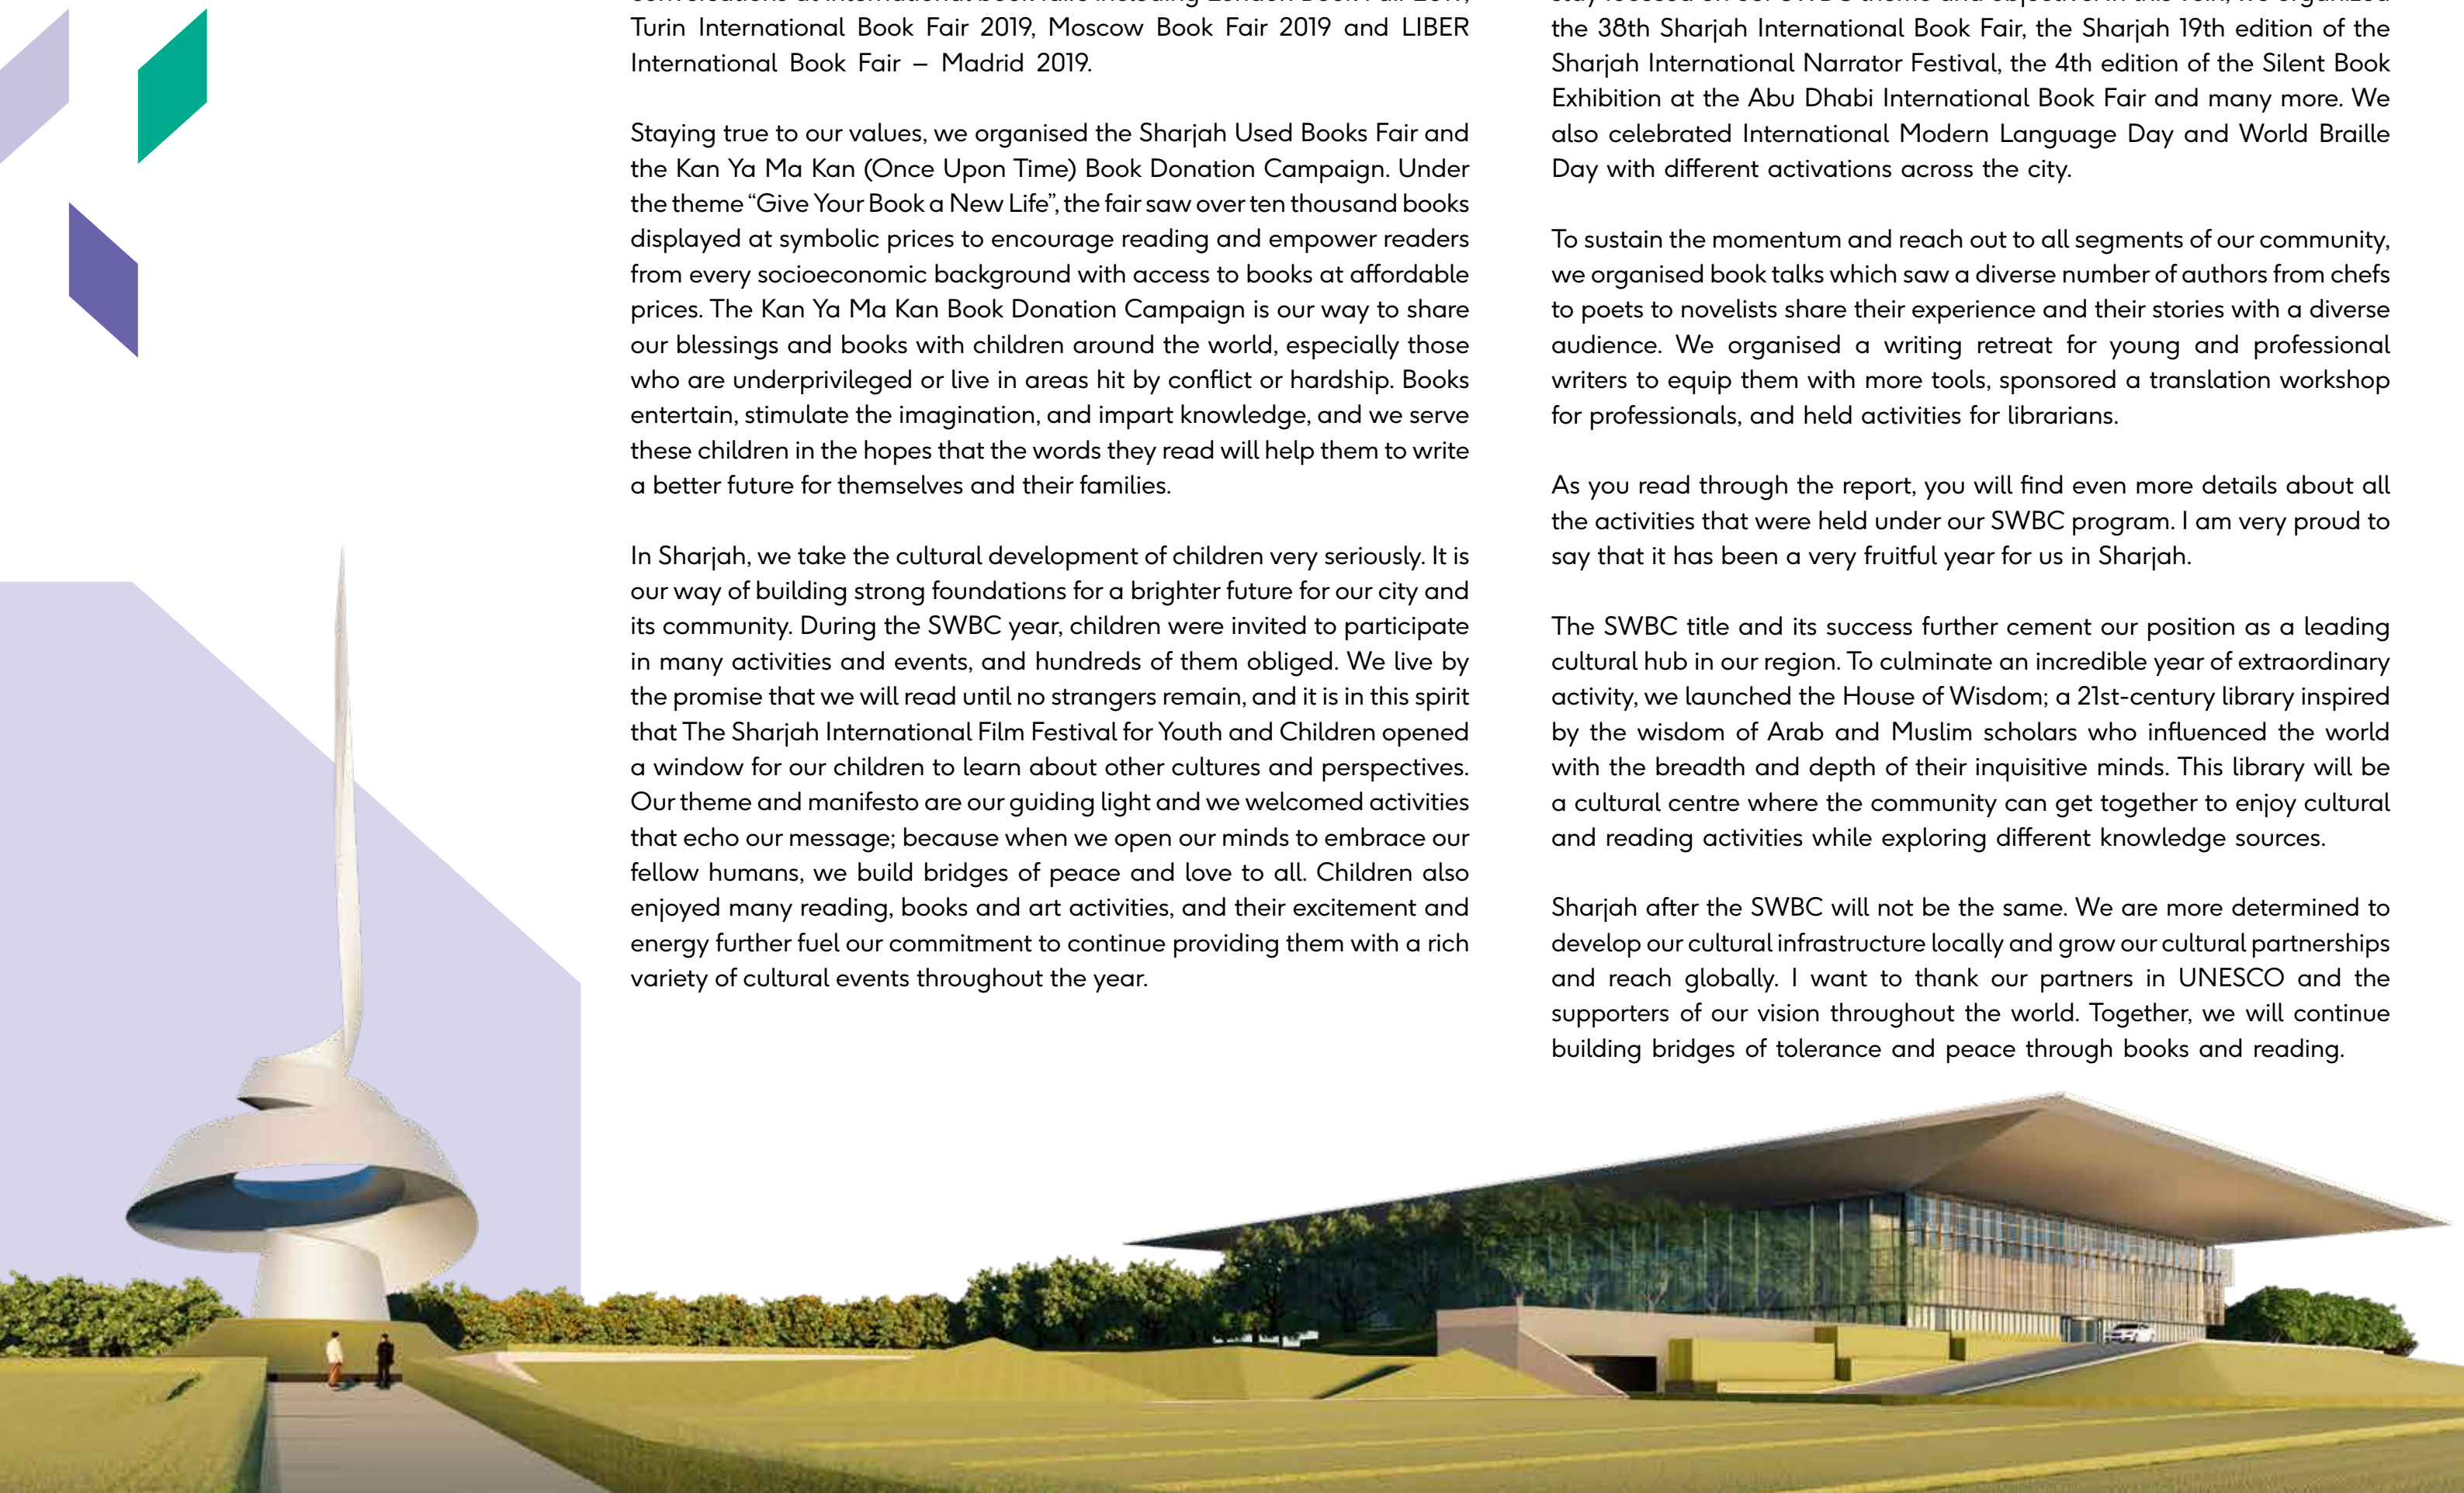 Turin International Book Fair 2019, Moscow Book Fair 2019 and LIBER
International Book Fair – Madrid 2019.
Staying true to our values, we organised the Sharjah Used Books Fair and
the Kan Ya Ma Kan (Once Upon Time) Book Donation Campaign. Under
the theme “Give Your Book a New Life”, the fair saw over ten thousand books
displayed at symbolic prices to encourage reading and empower readers
from every socioeconomic background with access to books at affordable
prices. The Kan Ya Ma Kan Book Donation Campaign is our way to share
our blessings and books with children around the world, especially those
who are underprivileged or live in areas hit by conflict or hardship. Books
entertain, stimulate the imagination, and impart knowledge, and we serve
these children in the hopes that the words they read will help them to write
a better future for themselves and their families.
In Sharjah, we take the cultural development of children very seriously. It is
our way of building strong foundations for a brighter future for our city and
its community. During the SWBC year, children were invited to participate
in many activities and events, and hundreds of them obliged. We live by
the promise that we will read until no strangers remain, and it is in this spirit
that The Sharjah International Film Festival for Youth and Children opened
a window for our children to learn about other cultures and perspectives.
Our theme and manifesto are our guiding light and we welcomed activities
that echo our message; because when we open our minds to embrace our
fellow humans, we build bridges of peace and love to all. Children also
enjoyed many reading, books and art activities, and their excitement and
energy further fuel our commitment to continue providing them with a rich
variety of cultural events throughout the year.
the 38th Sharjah International Book Fair, the Sharjah 19th edition of the
Sharjah International Narrator Festival, the 4th edition of the Silent Book
Exhibition at the Abu Dhabi International Book Fair and many more. We
also celebrated International Modern Language Day and World Braille
Day with different activations across the city.
To sustain the momentum and reach out to all segments of our community,
we organised book talks which saw a diverse number of authors from chefs
to poets to novelists share their experience and their stories with a diverse
audience. We organised a writing retreat for young and professional
writers to equip them with more tools, sponsored a translation workshop
for professionals, and held activities for librarians.
As you read through the report, you will find even more details about all
the activities that were held under our SWBC program. I am very proud to
say that it has been a very fruitful year for us in Sharjah.
The SWBC title and its success further cement our position as a leading
cultural hub in our region. To culminate an incredible year of extraordinary
activity, we launched the House of Wisdom; a 21st-century library inspired
by the wisdom of Arab and Muslim scholars who influenced the world
with the breadth and depth of their inquisitive minds. This library will be
a cultural centre where the community can get together to enjoy cultural
and reading activities while exploring different knowledge sources.
Sharjah after the SWBC will not be the same. We are more determined to
develop our cultural infrastructure locally and grow our cultural partnerships
and reach globally. I want to thank our partners in UNESCO and the
supporters of our vision throughout the world. Together, we will continue
building bridges of tolerance and peace through books and reading.